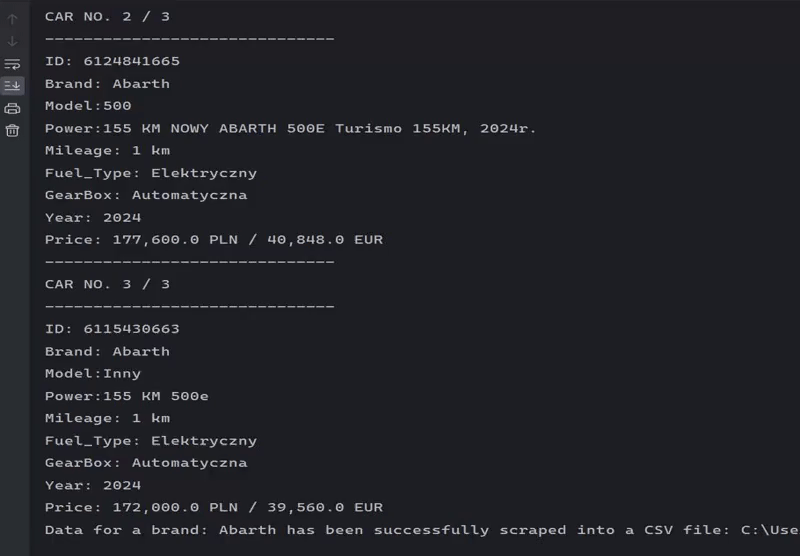 CAR NO. 2 / 3
------------------------------
ID: 6124841665
Brand: Abarth
Model:500
Power:155 KM NOWY ABARTH 500E Turismo 155KM, 2024r.
Mileage: 1 km
Fuel_Type: Elektryczny
GearBox: Automatyczna
Year: 2024
Price: 177,600.0 PLN / 40,848.0 EUR
------------------------------
CAR NO. 3 / 3
------------------------------
ID: 6115430663
Brand: Abarth
Model:Inny
Power:155 KM 500e
Mileage: 1 km
Fuel_Type: Elektryczny
GearBox: Automatyczna
Year: 2024
Price: 172,000.0 PLN / 39,560.0 EUR
Data for a brand: Abarth has been successfully scraped into a CSV file: C:\Use